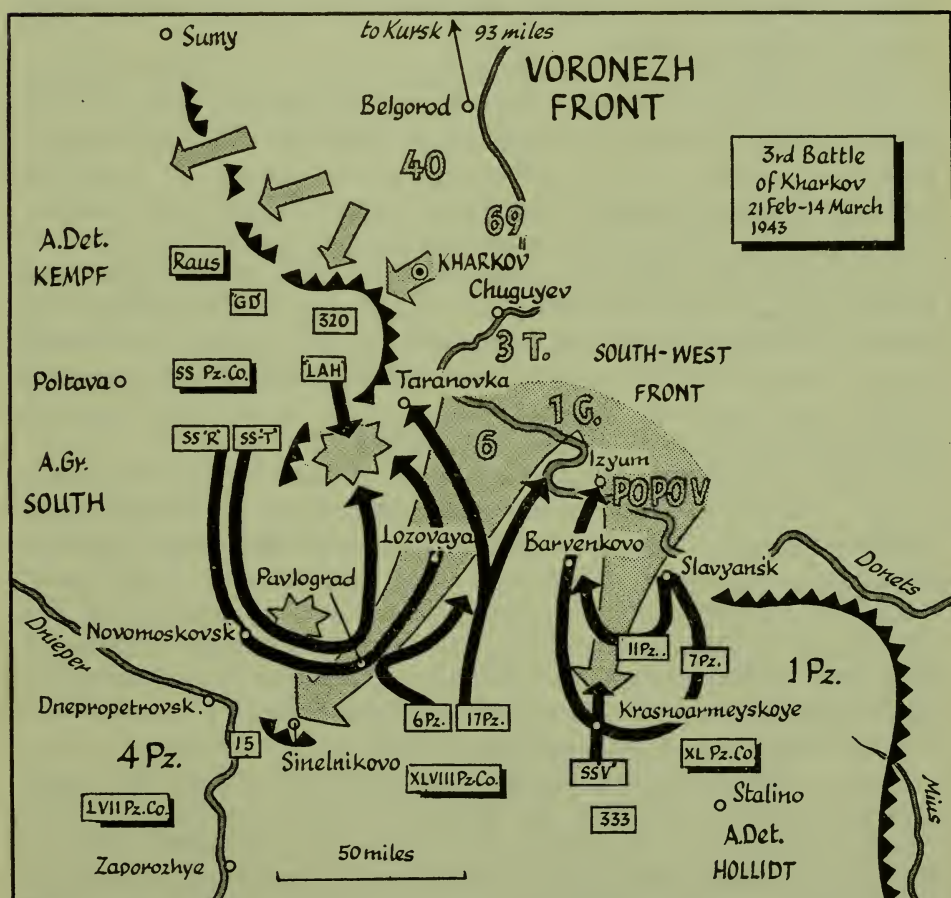 Sumy
to Kursk
93 miles
VORONEZH
FRONT
Belgorod
3rd Battle
of Kharkov
21 Feb-14 March
1943
40
69
A.Det.
KEMPF
Raus
KHARKOV
'GD'
Chuguyev
320
3 T.
SOUTH-WEST
FRONT
Poltava
SS Pz.Co.
'LAH'
Taranovka
1 G.
SS'R'
SS-'T'
6
A.Gr.
SOUTH
Izyum
POPOV
Lozovaya
Barvenkovo
Slavyansk
Donets
Pavlograd
Dnieper
Novomoskovsk
11Pz.
7Pz.
1 Pz.
Dnepropetrovsk.
6Pz.
17Pz.
Krasnoarmeyskoye
4 Pz.
15
Sinelnikovo
XLVIII Pz.Co.
SS'V'
XL Pz.Co.
LVII Pz.Co.
333
Stalino
Mius
A.Det.
HOLLIDT
50 miles
Zaporozhye